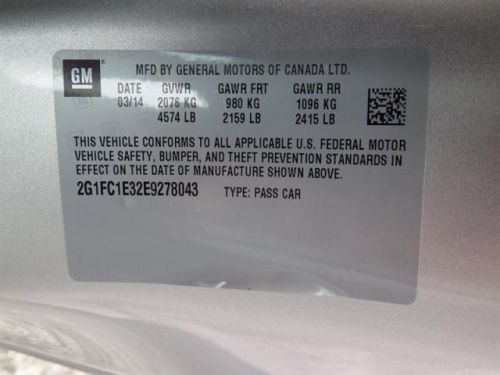 GM
MFD BY GENERAL MOTORS OF CANADA LTD.
DATE GVWR GAWR FRT GAWR RR
03/14 2076 KG 980 KG 1096 KG
4574 LB 2159 LB 2415 LB
THIS VEHICLE CONFORMS TO ALL APPLICABLE U.S. FEDERAL MOTOR
VEHICLE SAFETY, BUMPER, AND THEFT PREVENTION STANDARDS IN
EFFECT ON THE DATE OF MANUFACTURE SHOWN ABOVE.
2G1FC1E32E9278043 TYPE: PASS CAR